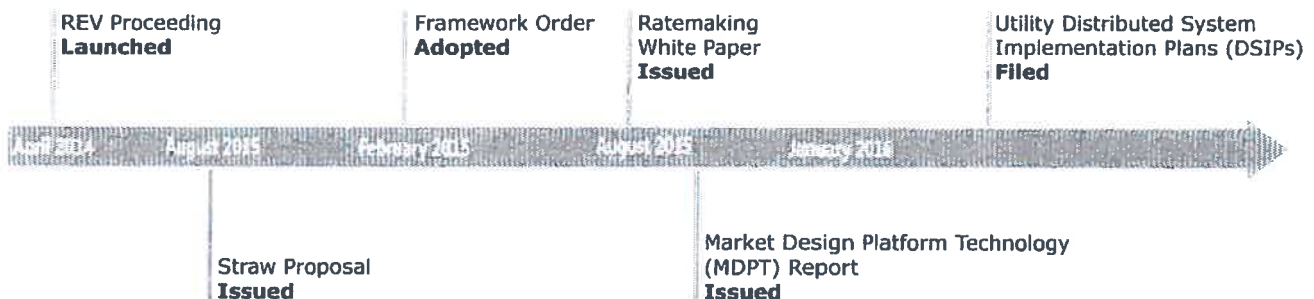 REV Proceeding
Launched
Framework Order
Adopted
Ratemaking
White Paper
Issued
Utility Distributed System
Implementation Plans (DSIPs)
Filed
April 2014
August 2015
February 2015
August 2015
January 2016
Straw Proposal
Issued
Market Design Platform Technology
(MDPT) Report
Issued